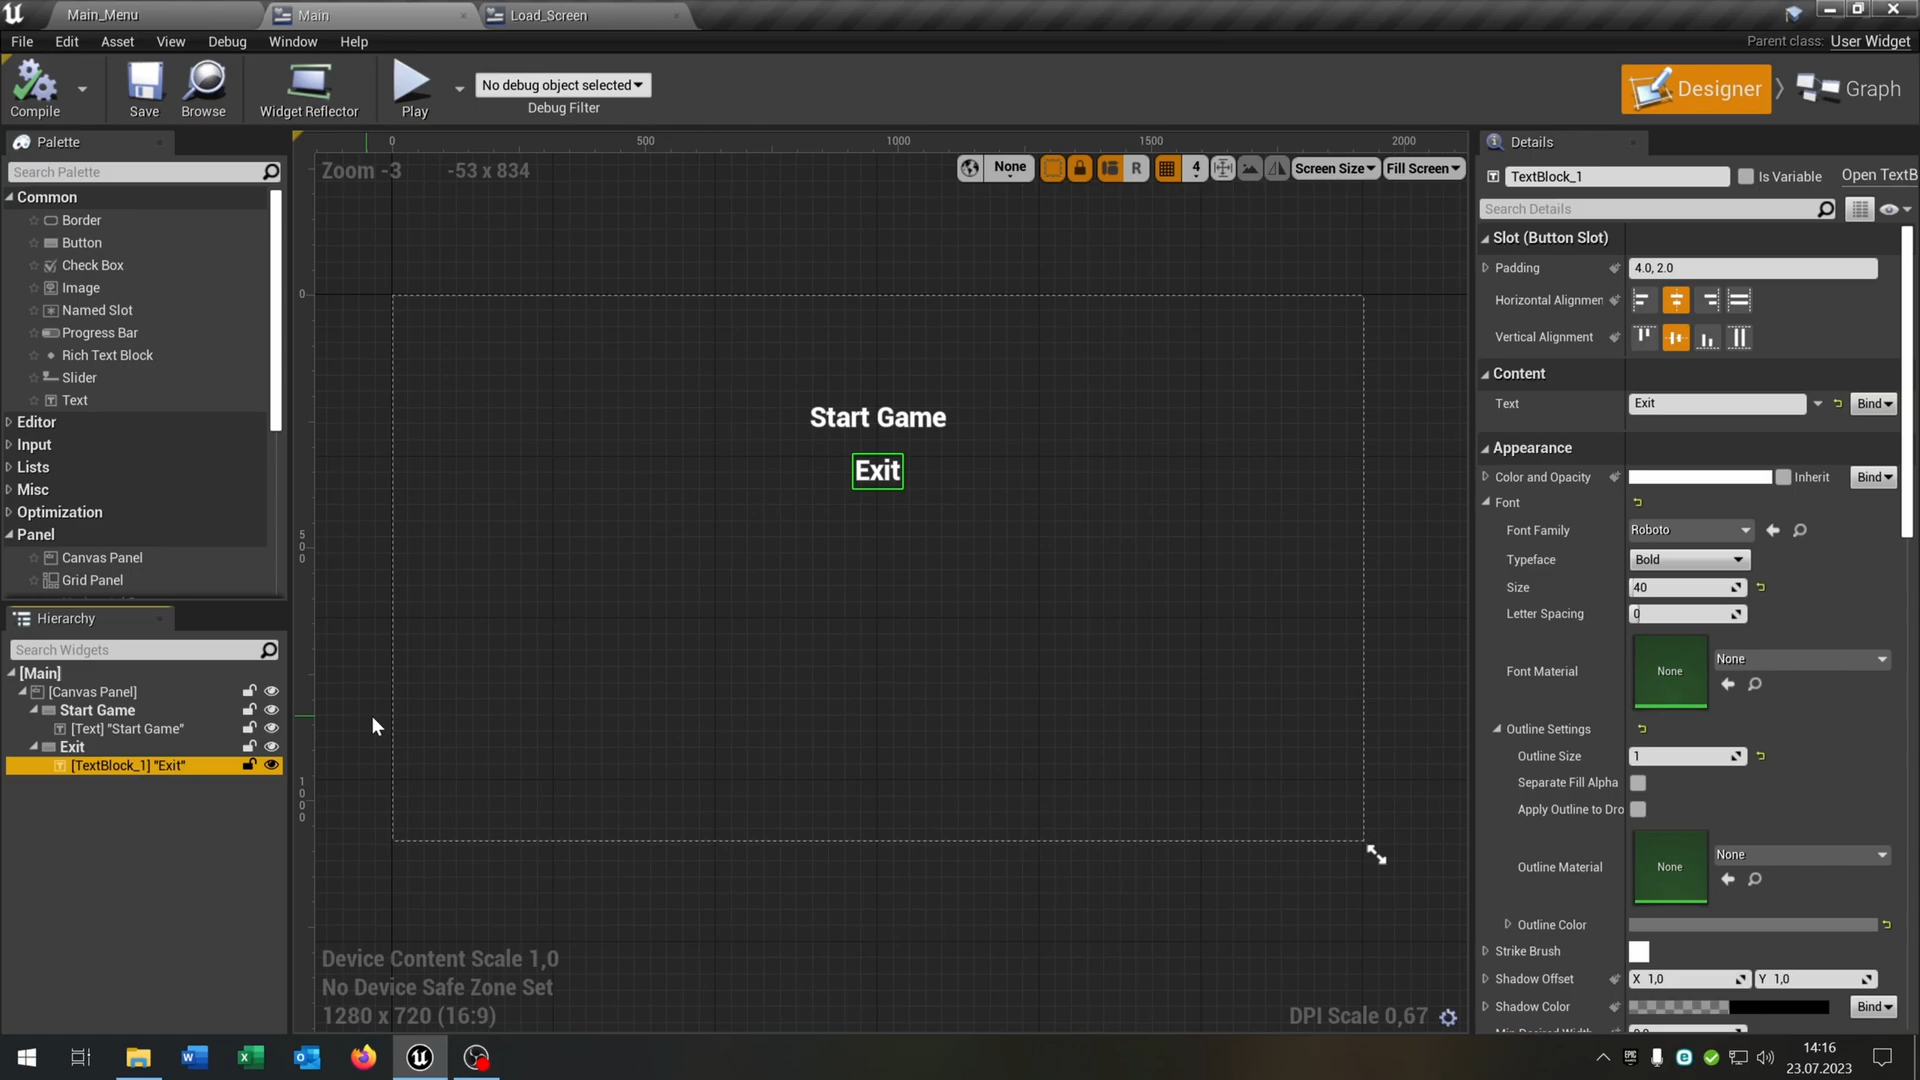 Main_Menu
Main
Load_Screen
File
Edit
Asset
View
Debug
Window
Help
Parent class:
User Widget
Compile
Save
Browse
Widget Reflector
Play
No debug object selected
Debug Filter
Designer
Graph
Palette
Search Palette
Common
Border
Button
Check Box
Image
Named Slot
Progress Bar
Rich Text Block
Slider
Text
Editor
Input
Lists
Misc
Optimization
Panel
Canvas Panel
Grid Panel
Hierarchy
Search Widgets
[Main]
[Canvas Panel]
Start Game
[Text] "Start Game"
Exit
[TextBlock_1] "Exit"
0
500
1000
1500
2000
Zoom -3
-53 x 834
None
R
4
Screen Size
Fill Screen
0
500
1000
Start Game
Exit
Device Content Scale 1,0
No Device Safe Zone Set
1280 x 720 (16:9)
DPI Scale 0,67
Details
TextBlock_1
Is Variable
Open TextB
Search Details
Slot (Button Slot)
Padding
4.0, 2.0
Horizontal Alignmen
Vertical Alignment
Content
Text
Exit
Bind
Appearance
Color and Opacity
Inherit
Bind
Font
Font Family
Roboto
Typeface
Bold
Size
40
Letter Spacing
0
Font Material
None
None
Outline Settings
Outline Size
1
Separate Fill Alpha
Apply Outline to Dro
Outline Material
None
None
Outline Color
Strike Brush
Shadow Offset
X 1,0
Y 1,0
Shadow Color
Bind
14:16
23.07.2023